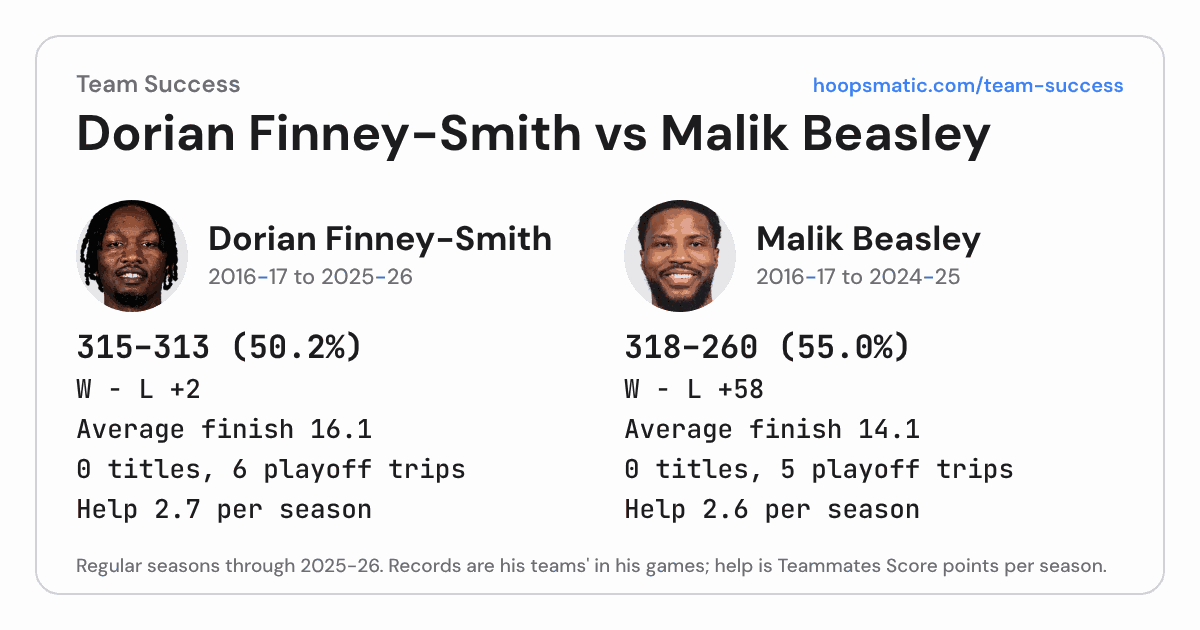 Team Success
hoopsmatic.com/team-success
Dorian Finney-Smith vs Malik Beasley
Dorian Finney-Smith
2016-17 to 2025-26
315-313 (50.2%)
W - L +2
Average finish 16.1
0 titles, 6 playoff trips
Help 2.7 per season
Malik Beasley
2016-17 to 2024-25
318-260 (55.0%)
W - L +58
Average finish 14.1
0 titles, 5 playoff trips
Help 2.6 per season
Regular seasons through 2025-26. Records are his teams' in his games; help is Teammates Score points per season.